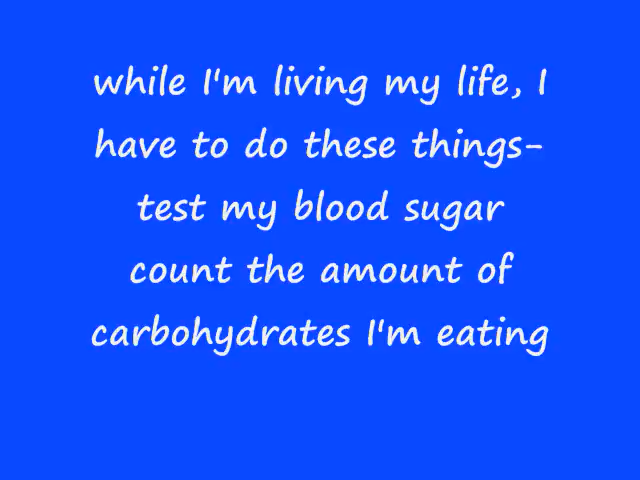 while I'm living my life, I
have to do these things-
test my blood sugar
count the amount of
carbohydrates I'm eating